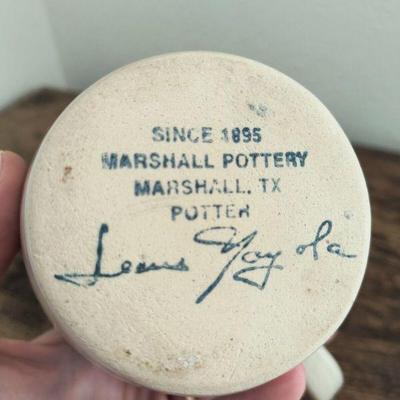 SINCE 1895
MARSHALL POTTERY
MARSHALL, TX
POTTER